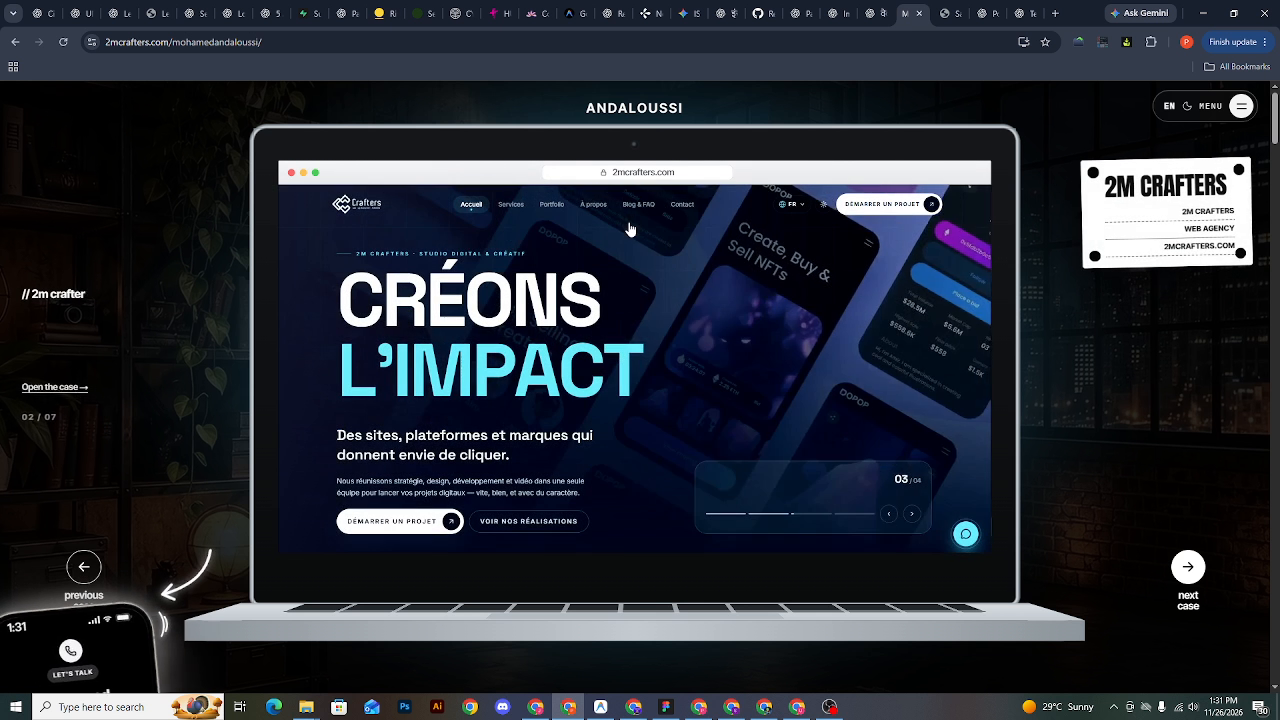 Ask Gemini
2mcrafters.com/mohamedandaloussi/
P
Finish update
All Bookmarks
ANDALOUSSI
EN
MENU
2mcrafters.com
2M CRAFTERS
2M CRAFTERS
WEB AGENCY
2MCRAFTERS.COM
Crafters
Accueil
Services
Portfolio
À propos
Blog & FAQ
Contact
FR
DÉMARRER UN PROJET
Create, Buy &
Sell NFTs
Place a bid
2M CRAFTERS · STUDIO DIGITAL & CRÉATIF
CRÉONS
L'IMPACT
// 2m crafter
Open the case →
02 / 07
Des sites, plateformes et marques qui
donnent envie de cliquer.
Nous réunissons stratégie, design, développement et vidéo dans une seule
équipe pour lancer vos projets digitaux — vite, bien, et avec du caractère.
DÉMARRER UN PROJET
VOIR NOS RÉALISATIONS
03 / 04
previous
next
case
1:31
LET'S TALK
Type here to search
29°C Sunny
1:31 PM
11/26/2026